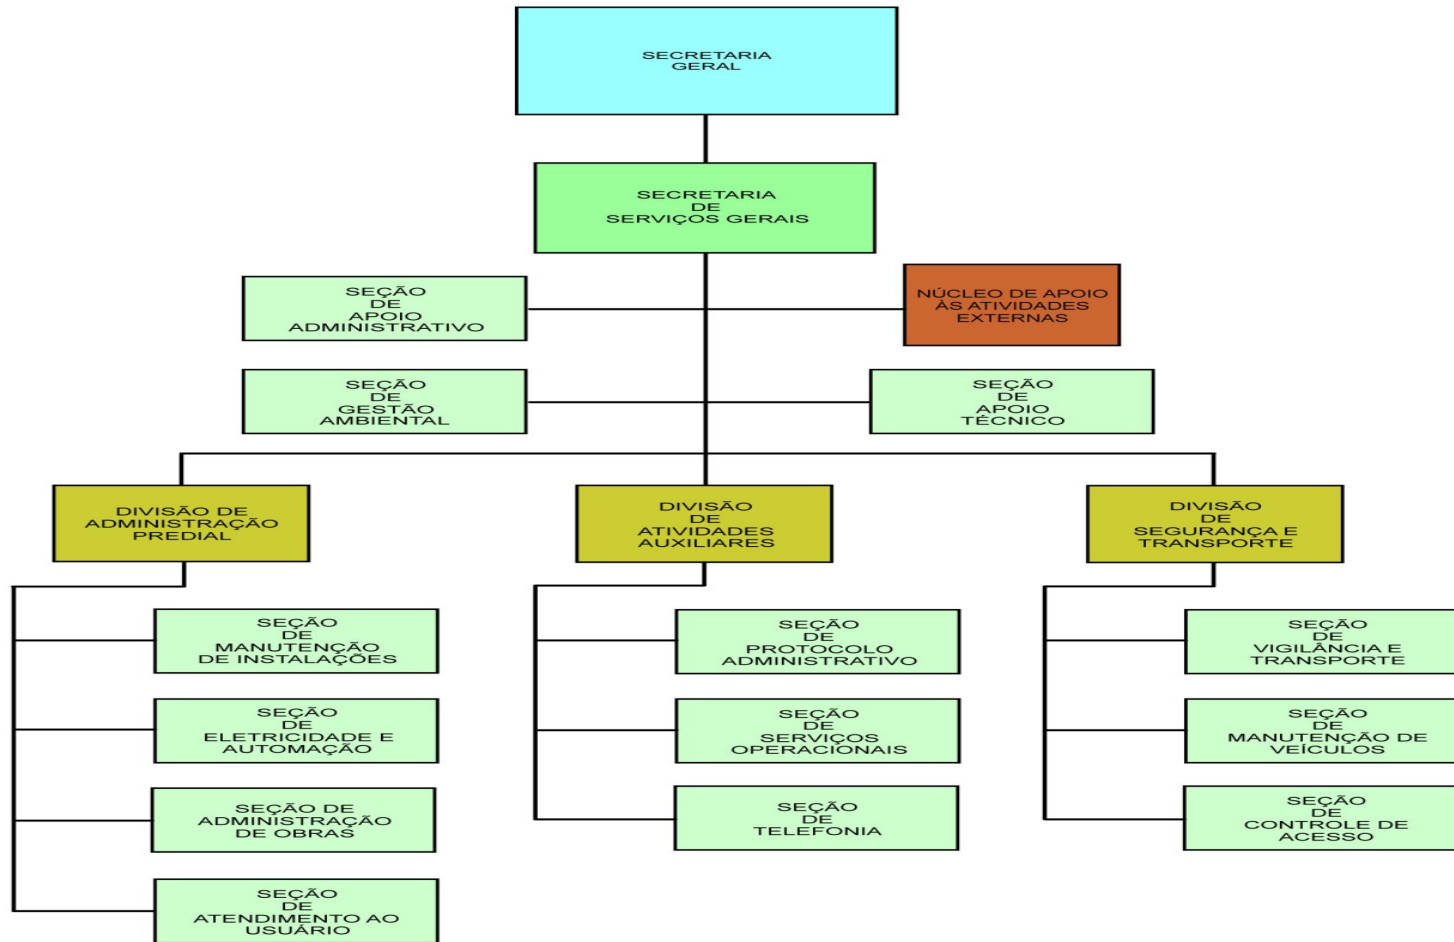 SECRETARIA
GERAL
SECRETARIA
DE
SERVIÇOS GERAIS
SEÇÃO
DE
APOIO
ADMINISTRATIVO
NÚCLEO DE APOIO
ÀS ATIVIDADES
EXTERNAS
SEÇÃO
DE
GESTÃO
AMBIENTAL
SEÇÃO
DE
APOIO
TÉCNICO
DIVISÃO DE
ADMINISTRAÇÃO
PREDIAL
DIVISÃO
DE
ATIVIDADES
AUXILIARES
DIVISÃO
DE
SEGURANÇA E
TRANSPORTE
SEÇÃO
DE
MANUTENÇÃO
DE INSTALAÇÕES
SEÇÃO
DE
ELETRICIDADE E
AUTOMAÇÃO
SEÇÃO DE
ADMINISTRAÇÃO
DE OBRAS
SEÇÃO
DE
ATENDIMENTO AO
USUÁRIO
SEÇÃO
DE
PROTOCOLO
ADMINISTRATIVO
SEÇÃO
DE
SERVIÇOS
OPERACIONAIS
SEÇÃO
DE
TELEFONIA
SEÇÃO
DE
VIGILÂNCIA E
TRANSPORTE
SEÇÃO
DE
MANUTENÇÃO DE
VEÍCULOS
SEÇÃO
DE
CONTROLE DE
ACESSO